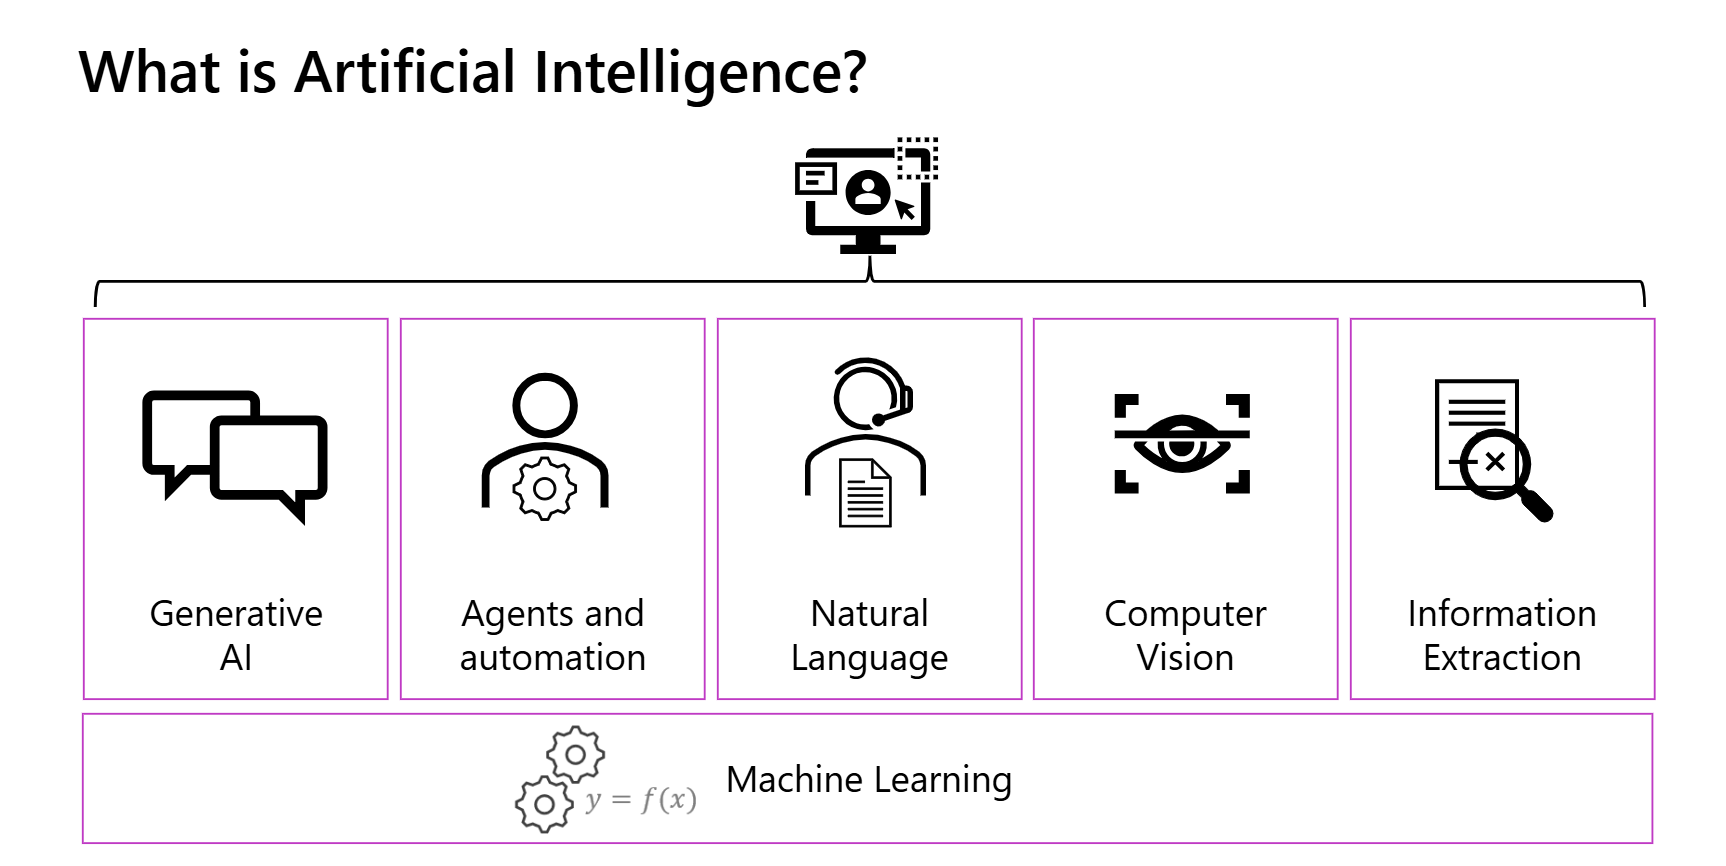 What is Artificial Intelligence?
Generative
AI
Agents and
automation
Natural
Language
Computer
Vision
Information
Extraction
y = f(x)
Machine Learning